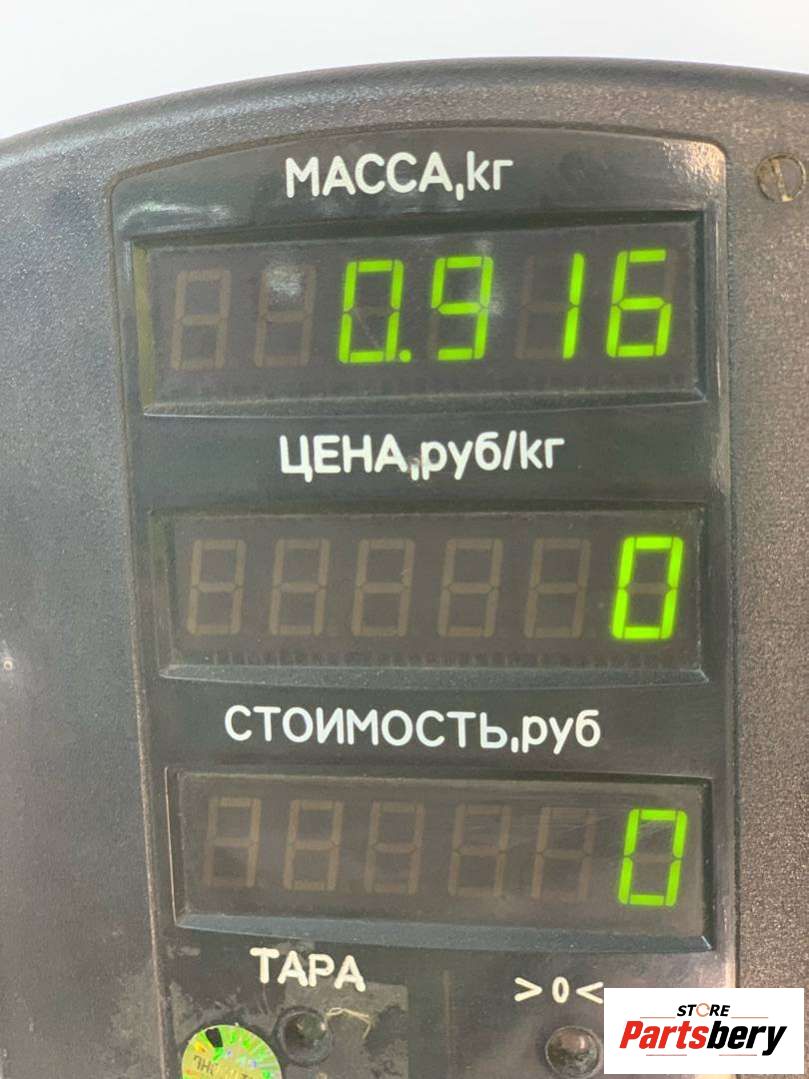 МАССА,кг
0.916
ЦЕНА,руб/кг
0
СТОИМОСТЬ,руб
0
ТАРА
>0<
STORE
Partsbery